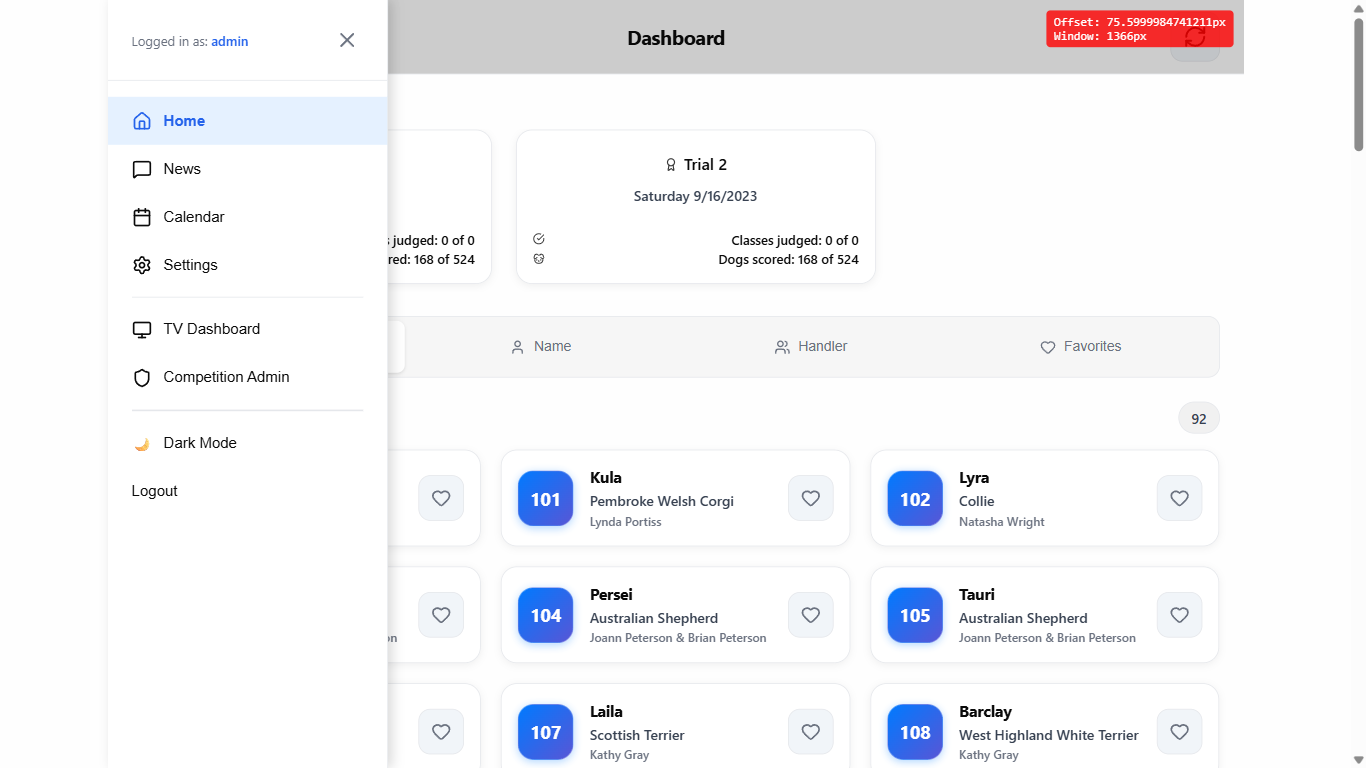 Logged in as: admin
Home
News
Calendar
Settings
TV Dashboard
Competition Admin
Dark Mode
Logout
Dashboard
Offset: 75.5999984741211px
Window: 1366px
judged: 0 of 0
168 of 524
Trial 2
Saturday 9/16/2023
Classes judged: 0 of 0
Dogs scored: 168 of 524
Name
Handler
Favorites
92
101
Kula
Pembroke Welsh Corgi
Lynda Portiss
102
Lyra
Collie
Natasha Wright
104
Persei
Australian Shepherd
Joann Peterson & Brian Peterson
105
Tauri
Australian Shepherd
Joann Peterson & Brian Peterson
107
Laila
Scottish Terrier
Kathy Gray
108
Barclay
West Highland White Terrier
Kathy Gray